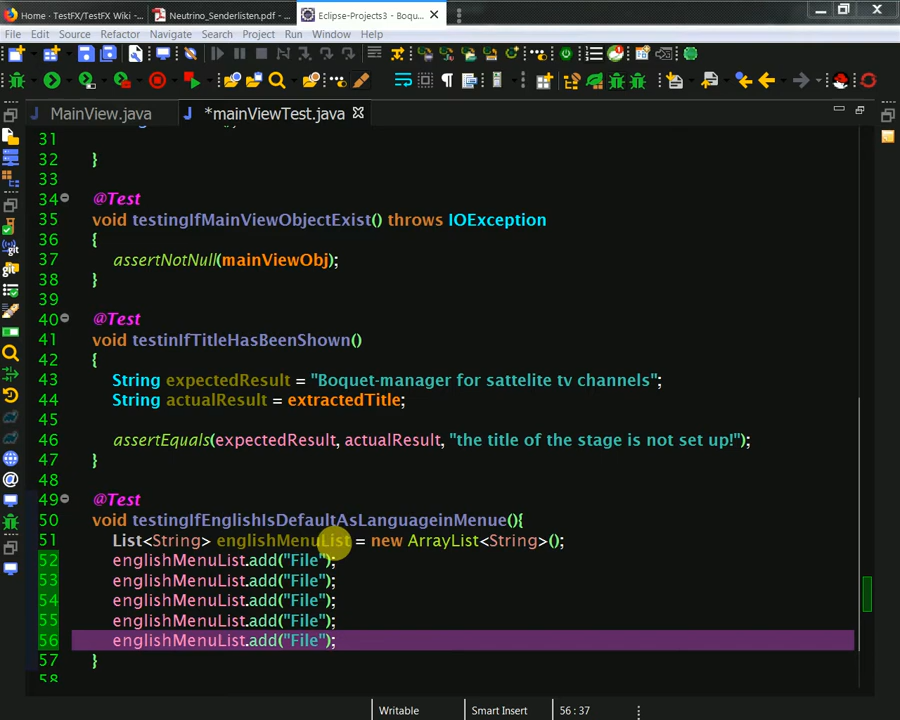 Home · TestFX/TestFX Wiki - ...
Neutrino_Senderlisten.pdf - ...
Eclipse-Projects3 - Boqu...
File Edit Source Refactor Navigate Search Project Run Window Help
MainView.java
*mainViewTest.java
31
32 }
33
34 @Test
35 void testingIfMainViewObjectExist() throws IOException
36 {
37 assertNotNull(mainViewObj);
38 }
39
40 @Test
41 void testinIfTitleHasBeenShown()
42 {
43 String expectedResult = "Boquet-manager for sattelite tv channels";
44 String actualResult = extractedTitle;
45
46 assertEquals(expectedResult, actualResult, "the title of the stage is not set up!");
47 }
48
49 @Test
50 void testingIfEnglishIsDefaultAsLanguageinMenue(){
51 List<String> englishMenuList = new ArrayList<String>();
52 englishMenuList.add("File");
53 englishMenuList.add("File");
54 englishMenuList.add("File");
55 englishMenuList.add("File");
56 englishMenuList.add("File");
57 }
58
Writable Smart Insert 56 : 37